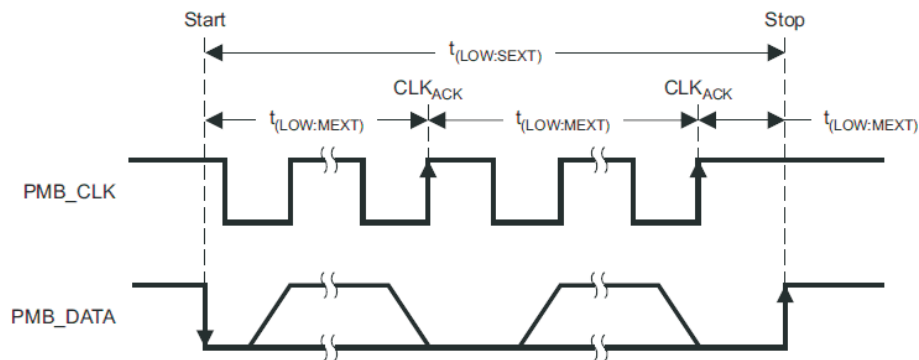 Start Stop
t(LOW:SEXT)
CLKACK CLKACK
t(LOW:MEXT) t(LOW:MEXT) t(LOW:MEXT)
PMB_CLK
PMB_DATA